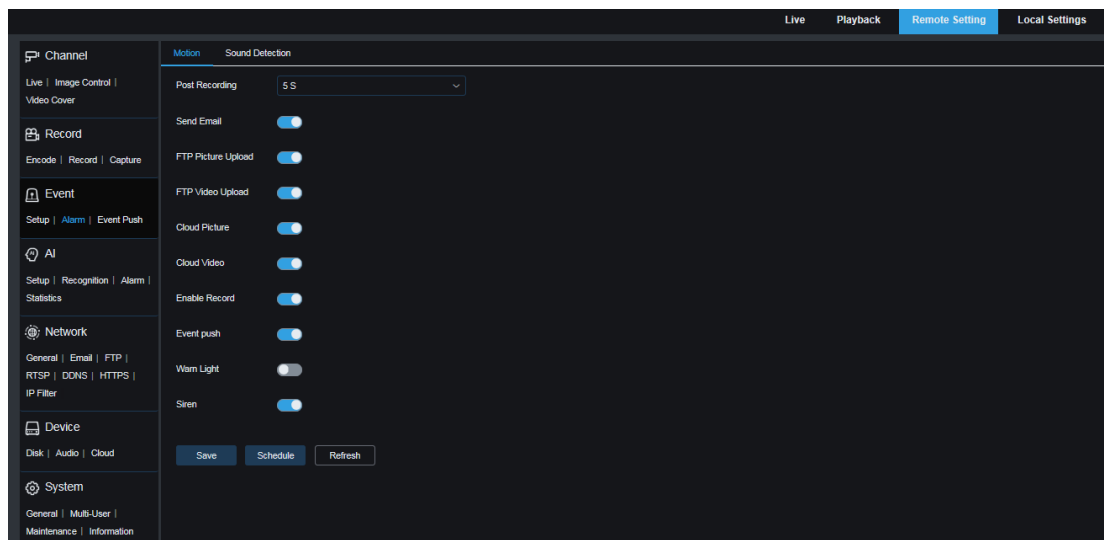 Live Playback Remote Setting Local Settings
Channel
Live | Image Control |
Video Cover
Record
Encode | Record | Capture
Event
Setup | Alarm | Event Push
AI
Setup | Recognition | Alarm |
Statistics
Network
General | Email | FTP |
RTSP | DDNS | HTTPS |
IP Filter
Device
Disk | Audio | Cloud
System
General | Multi-User |
Maintenance | Information
Motion Sound Detection
Post Recording 5 S
Send Email
FTP Picture Upload
FTP Video Upload
Cloud Picture
Cloud Video
Enable Record
Event push
Warn Light
Siren
Save Schedule Refresh